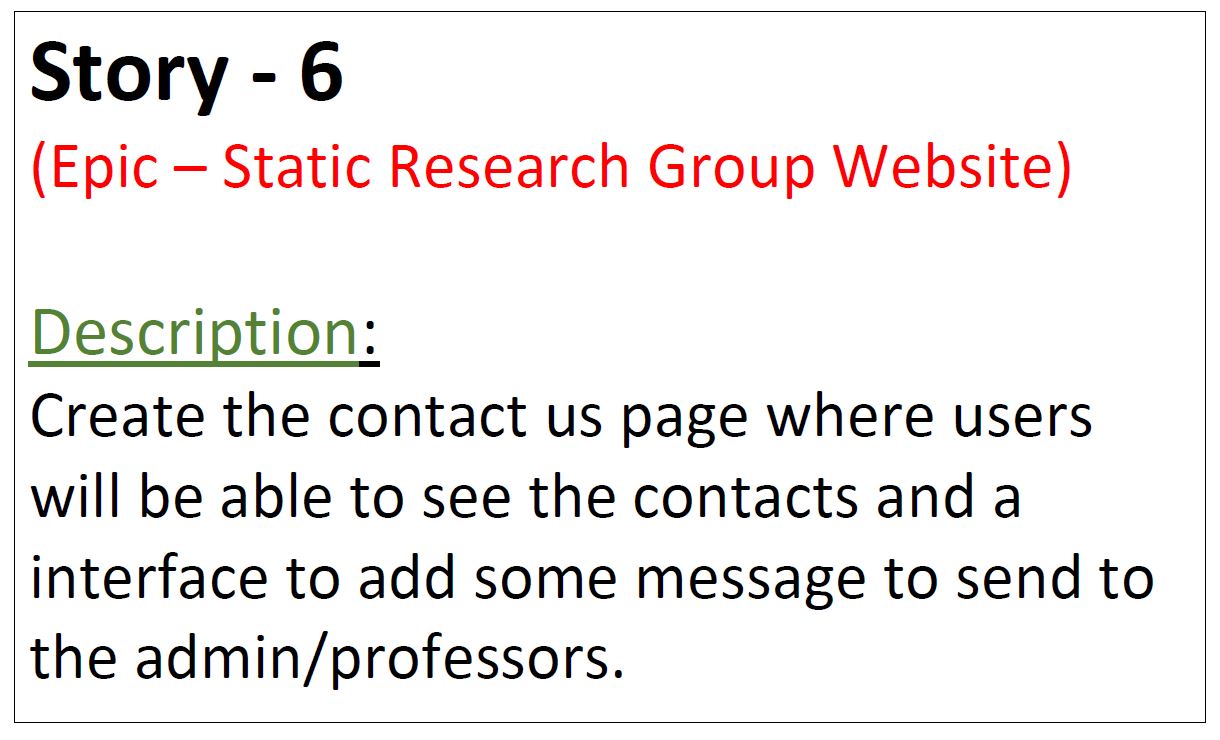 Story - 6
(Epic – Static Research Group Website)
Description:
Create the contact us page where users
will be able to see the contacts and a
interface to add some message to send to
the admin/professors.